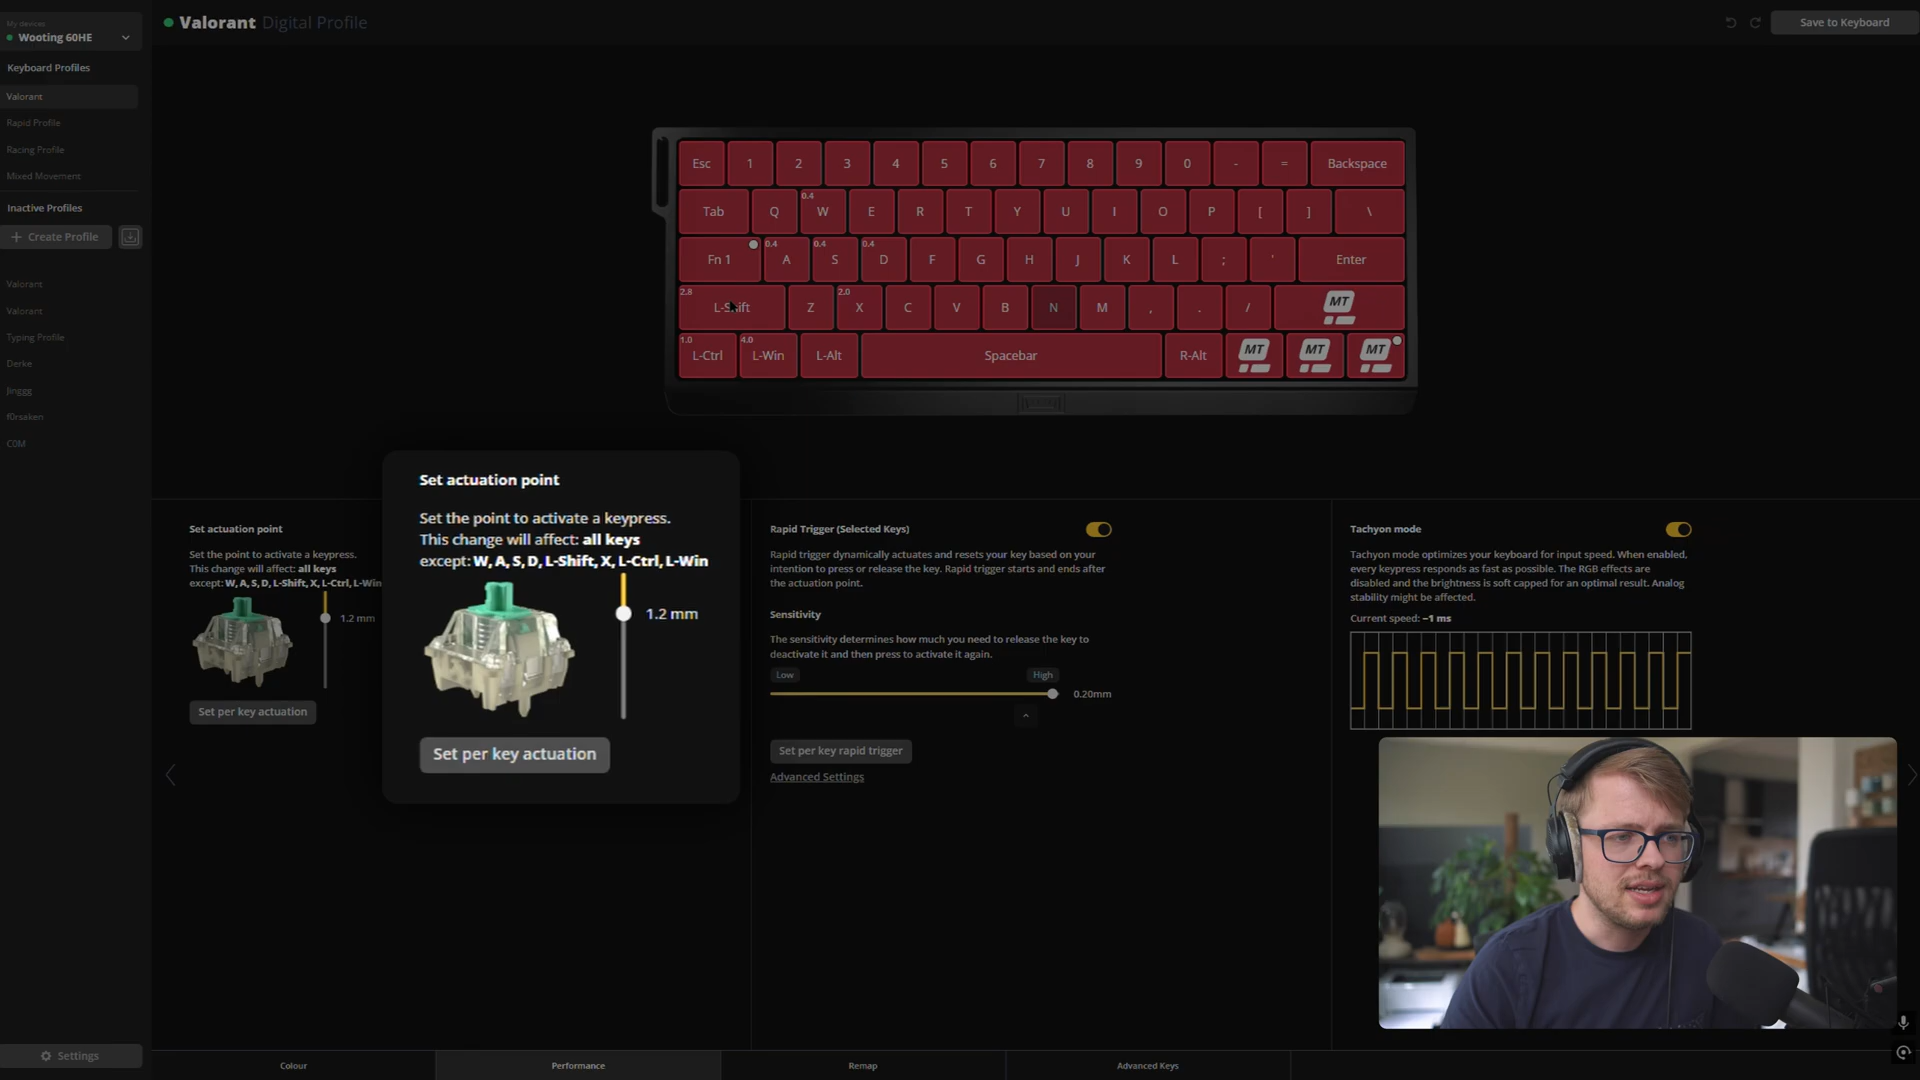 My devices
Wooting 60HE
Keyboard Profiles
Valorant
Rapid Profile
Racing Profile
Mixed Movement
Inactive Profiles
+ Create Profile
Valorant
Valorant
Typing Profile
Derke
Jinggg
f0rsaken
C0M
Settings
Valorant Digital Profile
Save to Keyboard
Esc 1 2 3 4 5 6 7 8 9 0 - = Backspace
0.4
Tab Q W E R T Y U I O P [ ] \
0.4 0.4 0.4
Fn 1 A S D F G H J K L ; ' Enter
2.8 2.0
L-Shift Z X C V B N M , . / MT
1.0 4.0
L-Ctrl L-Win L-Alt Spacebar R-Alt MT MT MT
Set actuation point
Set the point to activate a keypress.
This change will affect: all keys
except: W, A, S, D, L-Shift, X, L-Ctrl, L-Win
1.2 mm
Set per key actuation
Set actuation point
Set the point to activate a keypress.
This change will affect: all keys
except: W, A, S, D, L-Shift, X, L-Ctrl, L-Win
1.2 mm
Set per key actuation
Rapid Trigger (Selected Keys)
Rapid trigger dynamically actuates and resets your key based on your
intention to press or release the key. Rapid trigger starts and ends after
the actuation point.
Sensitivity
The sensitivity determines how much you need to release the key to
deactivate it and then press to activate it again.
Low High
0.20mm
Set per key rapid trigger
Advanced Settings
Tachyon mode
Tachyon mode optimizes your keyboard for input speed. When enabled,
every keypress responds as fast as possible. The RGB effects are
disabled and the brightness is soft capped for an optimal result. Analog
stability might be affected.
Current speed: ~1 ms
Colour Performance Remap Advanced Keys